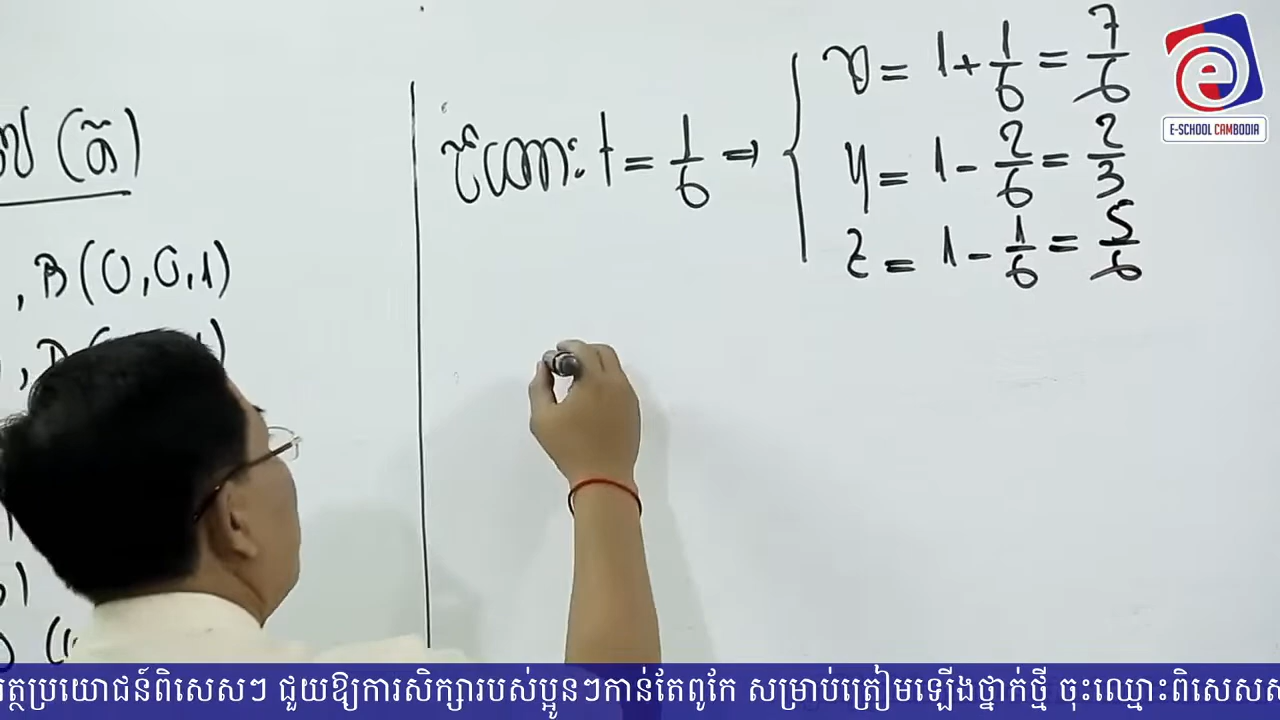 (គ)
, B(0,0,1)
ចំពោះ t = 1/6 ⇒ { x = 1 + 1/6 = 7/6
y = 1 - 2/6 = 2/3
z = 1 - 1/6 = 5/6
E-SCHOOL CAMBODIA
ត្ថប្រយោជន៍ពិសេសៗ ជួយឱ្យការសិក្សារបស់ប្អូនៗកាន់តែពូកែ សម្រាប់ត្រៀមឡើងថ្នាក់ថ្មី ចុះឈ្មោះពិសេស